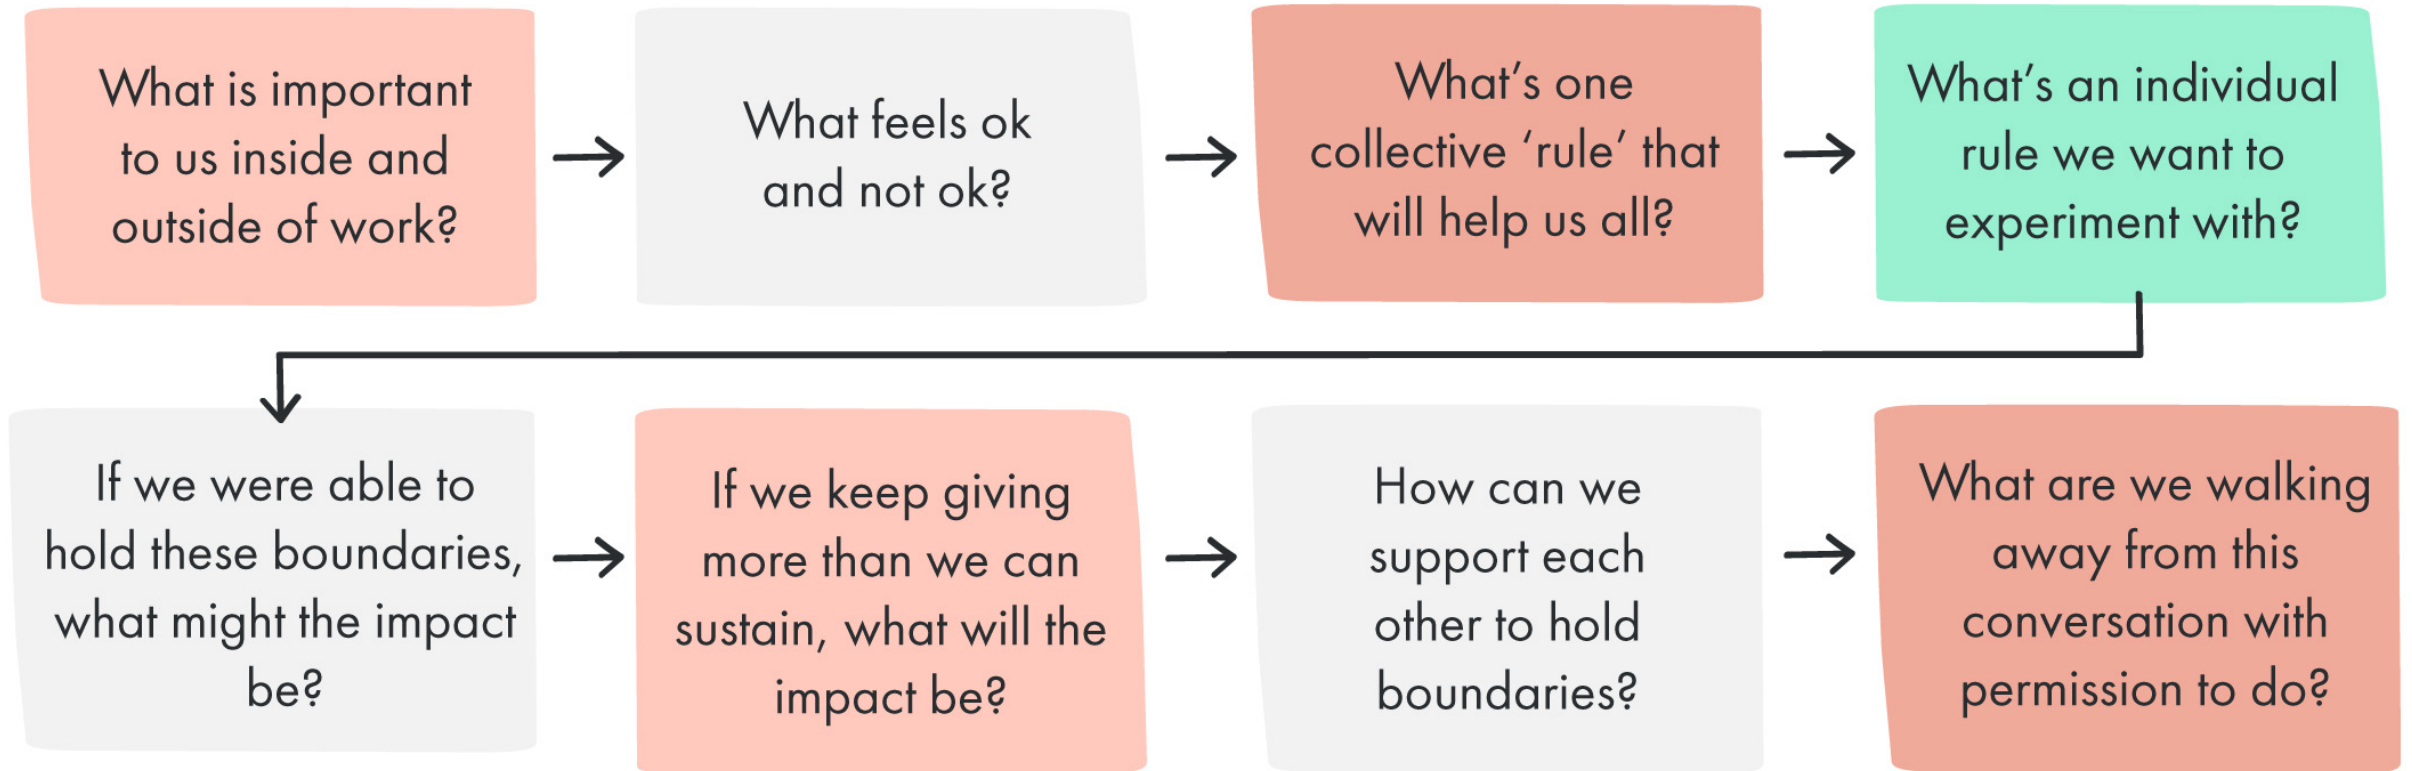 What is important
to us inside and
outside of work?
What feels ok
and not ok?
What’s one
collective ‘rule’ that
will help us all?
What’s an individual
rule we want to
experiment with?
If we were able to
hold these boundaries,
what might the impact
be?
If we keep giving
more than we can
sustain, what will the
impact be?
How can we
support each
other to hold
boundaries?
What are we walking
away from this
conversation with
permission to do?